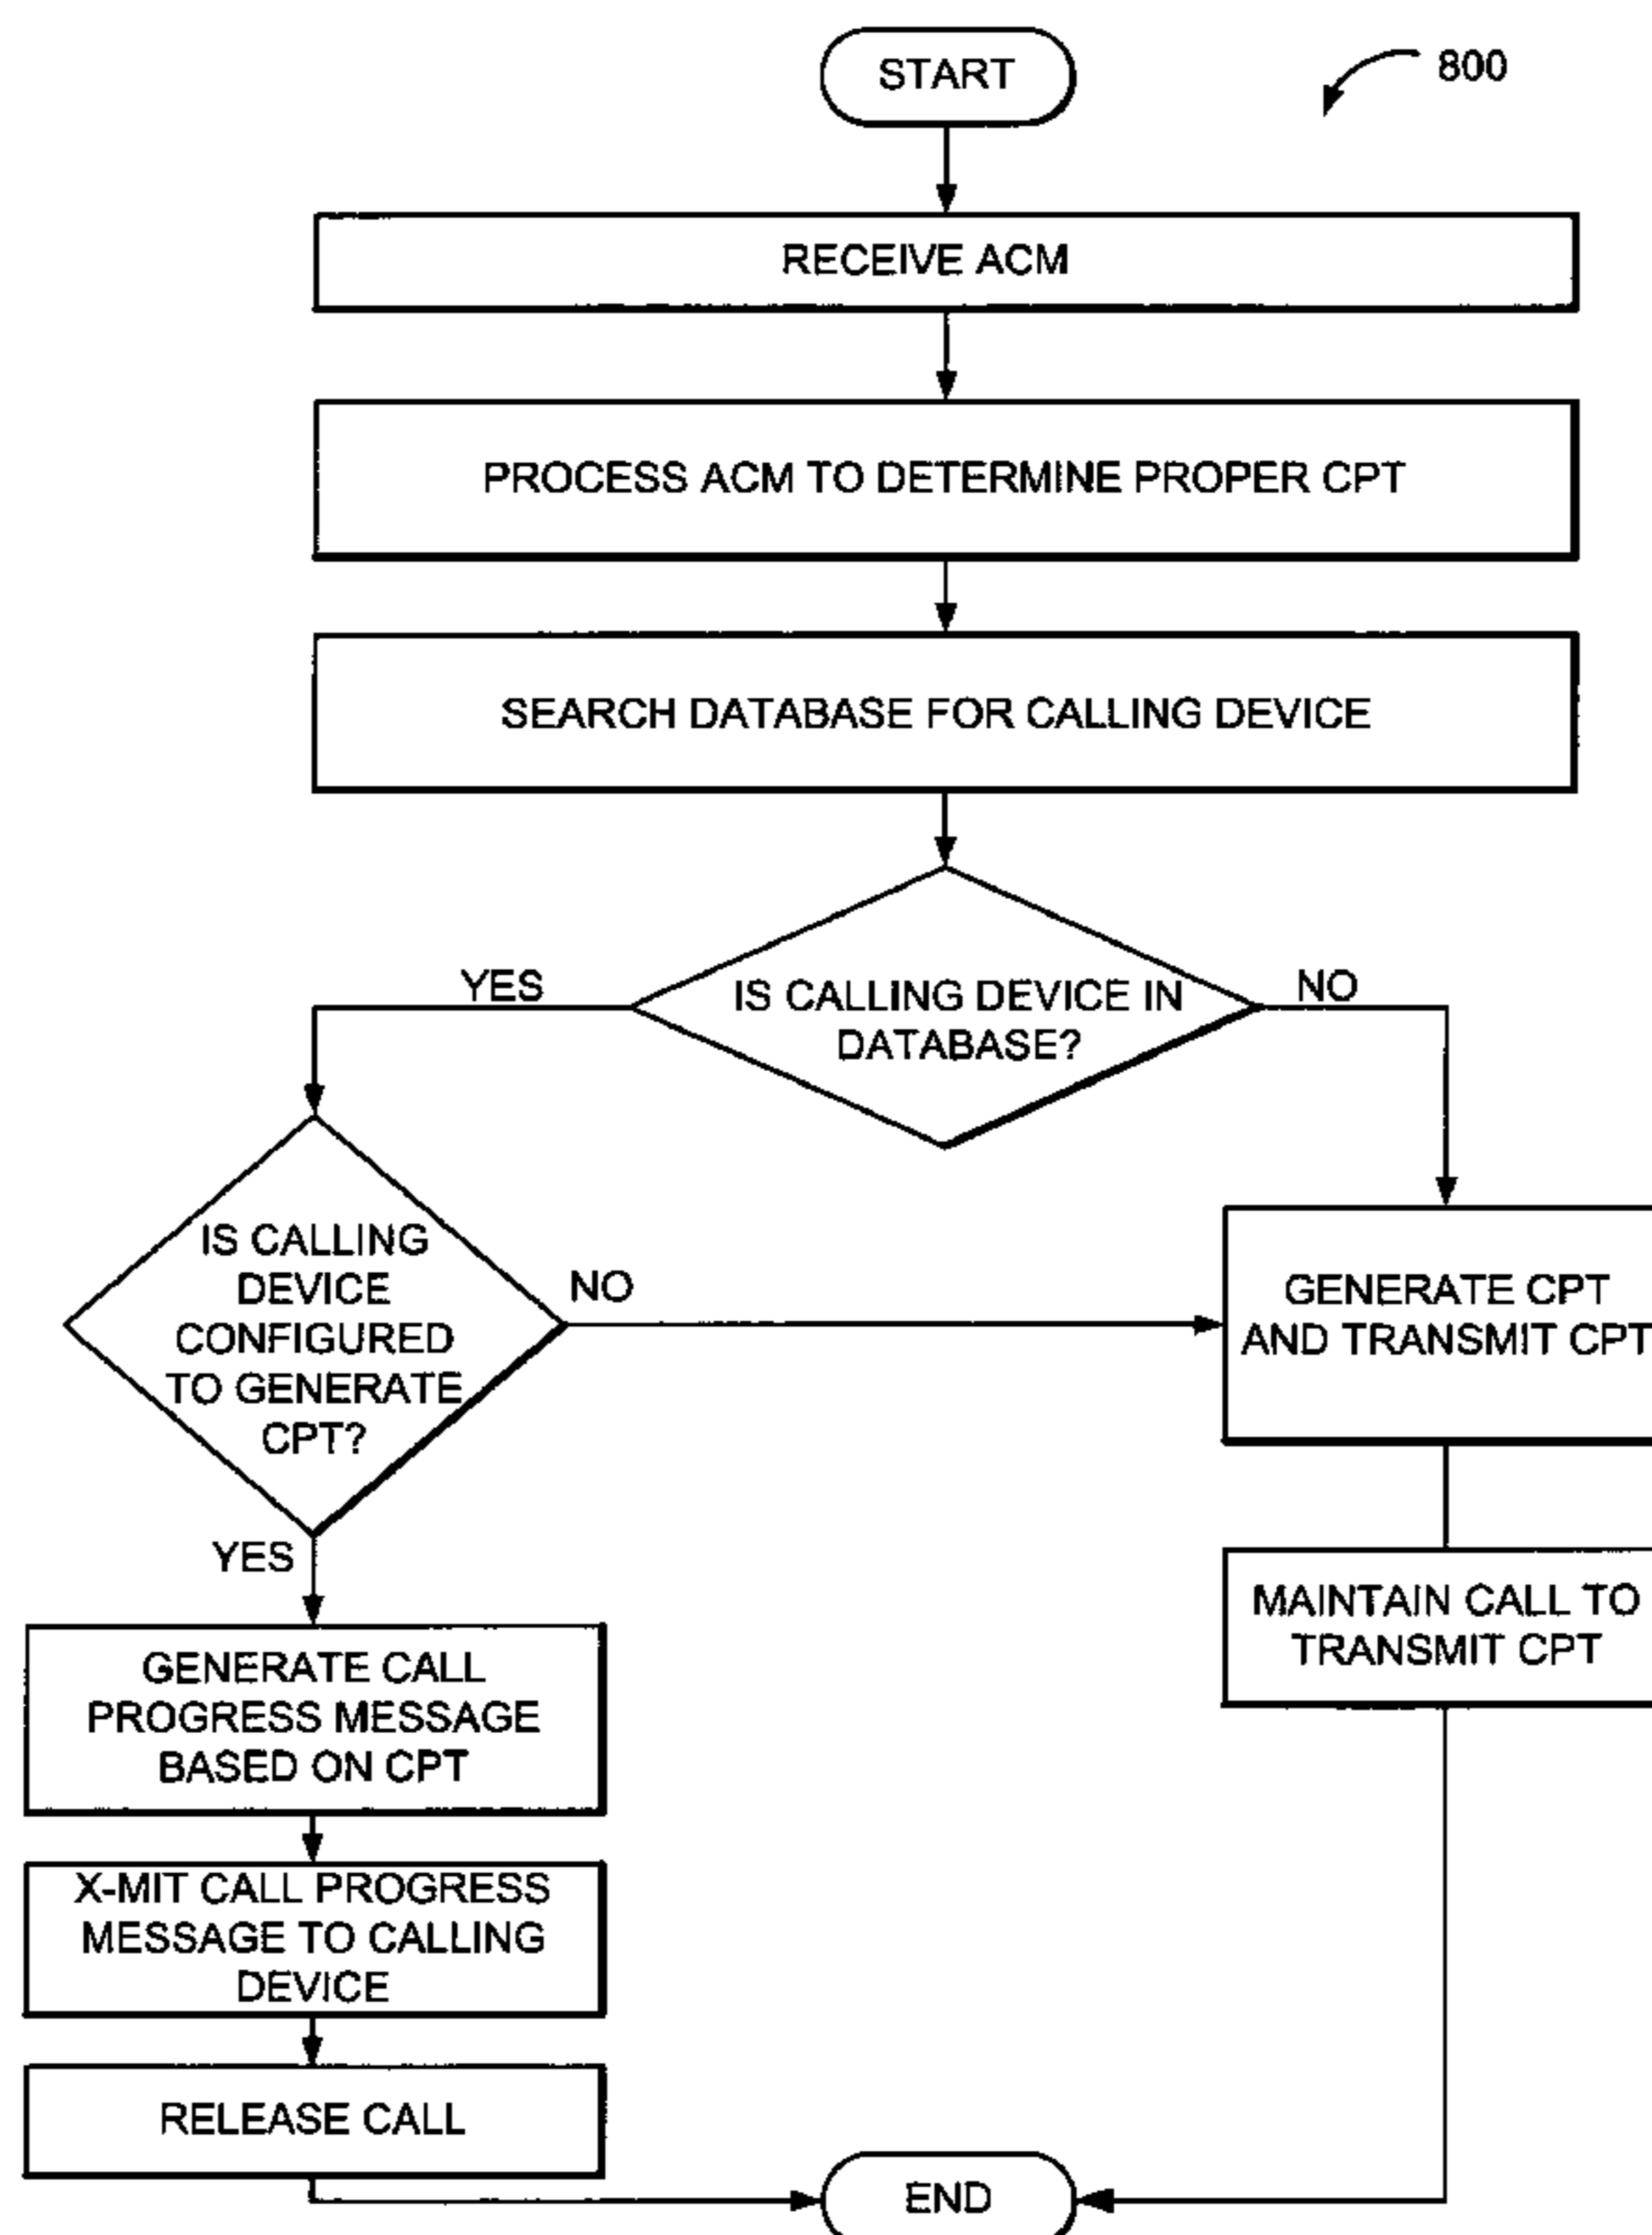 START
800
RECEIVE ACM
PROCESS ACM TO DETERMINE PROPER CPT
SEARCH DATABASE FOR CALLING DEVICE
YES
IS CALLING DEVICE IN
DATABASE?
NO
IS CALLING
DEVICE
CONFIGURED
TO GENERATE
CPT?
NO
GENERATE CPT
AND TRANSMIT CPT
YES
MAINTAIN CALL TO
TRANSMIT CPT
GENERATE CALL
PROGRESS MESSAGE
BASED ON CPT
X-MIT CALL PROGRESS
MESSAGE TO CALLING
DEVICE
RELEASE CALL
END